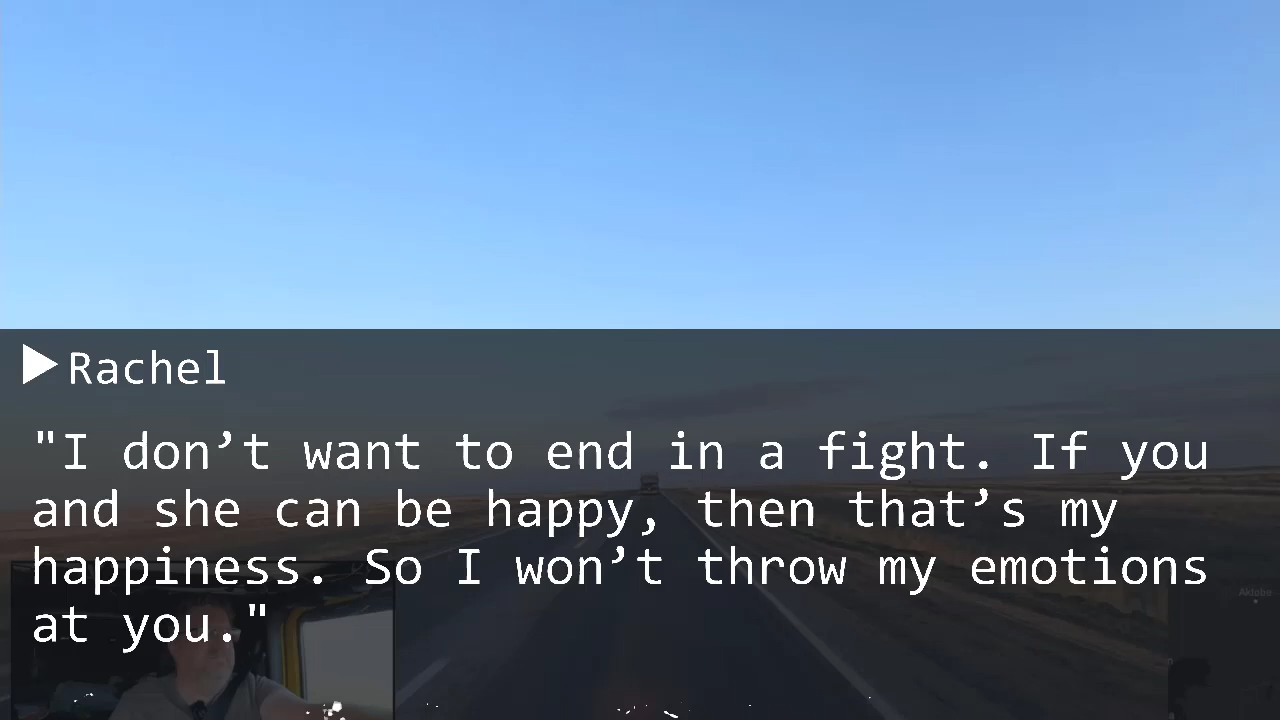 ▶Rachel
"I don’t want to end in a fight. If you
and she can be happy, then that’s my
happiness. So I won’t throw my emotions
at you."